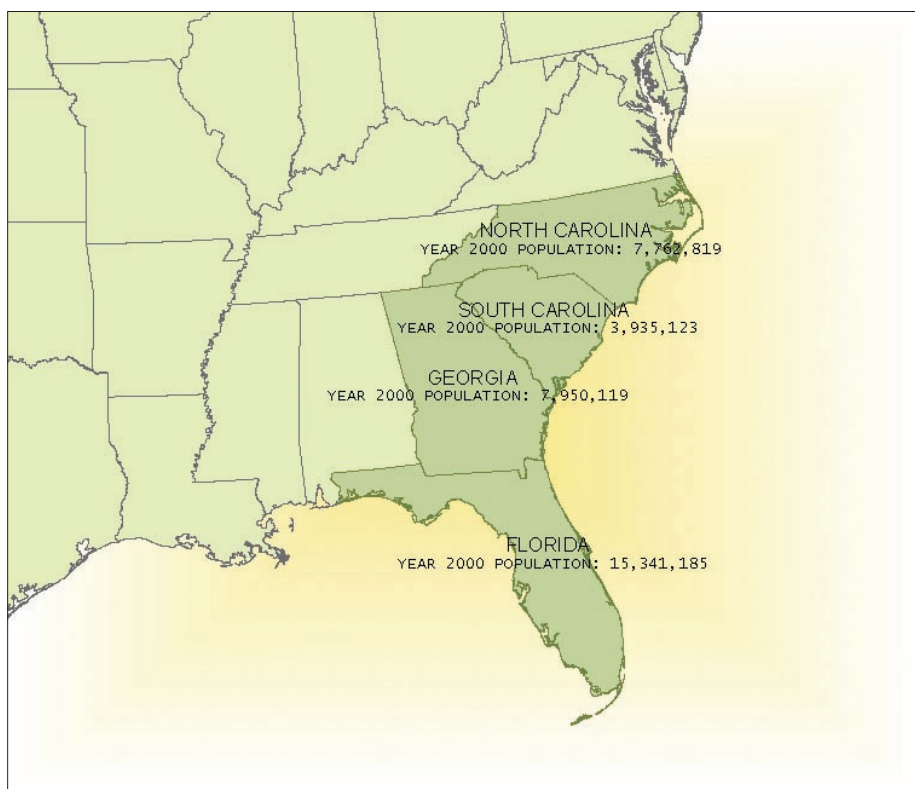 NORTH CAROLINA
YEAR 2000 POPULATION: 7,762,819
SOUTH CAROLINA
YEAR 2000 POPULATION: 3,935,123
GEORGIA
YEAR 2000 POPULATION: 7,950,119
FLORIDA
YEAR 2000 POPULATION: 15,341,185